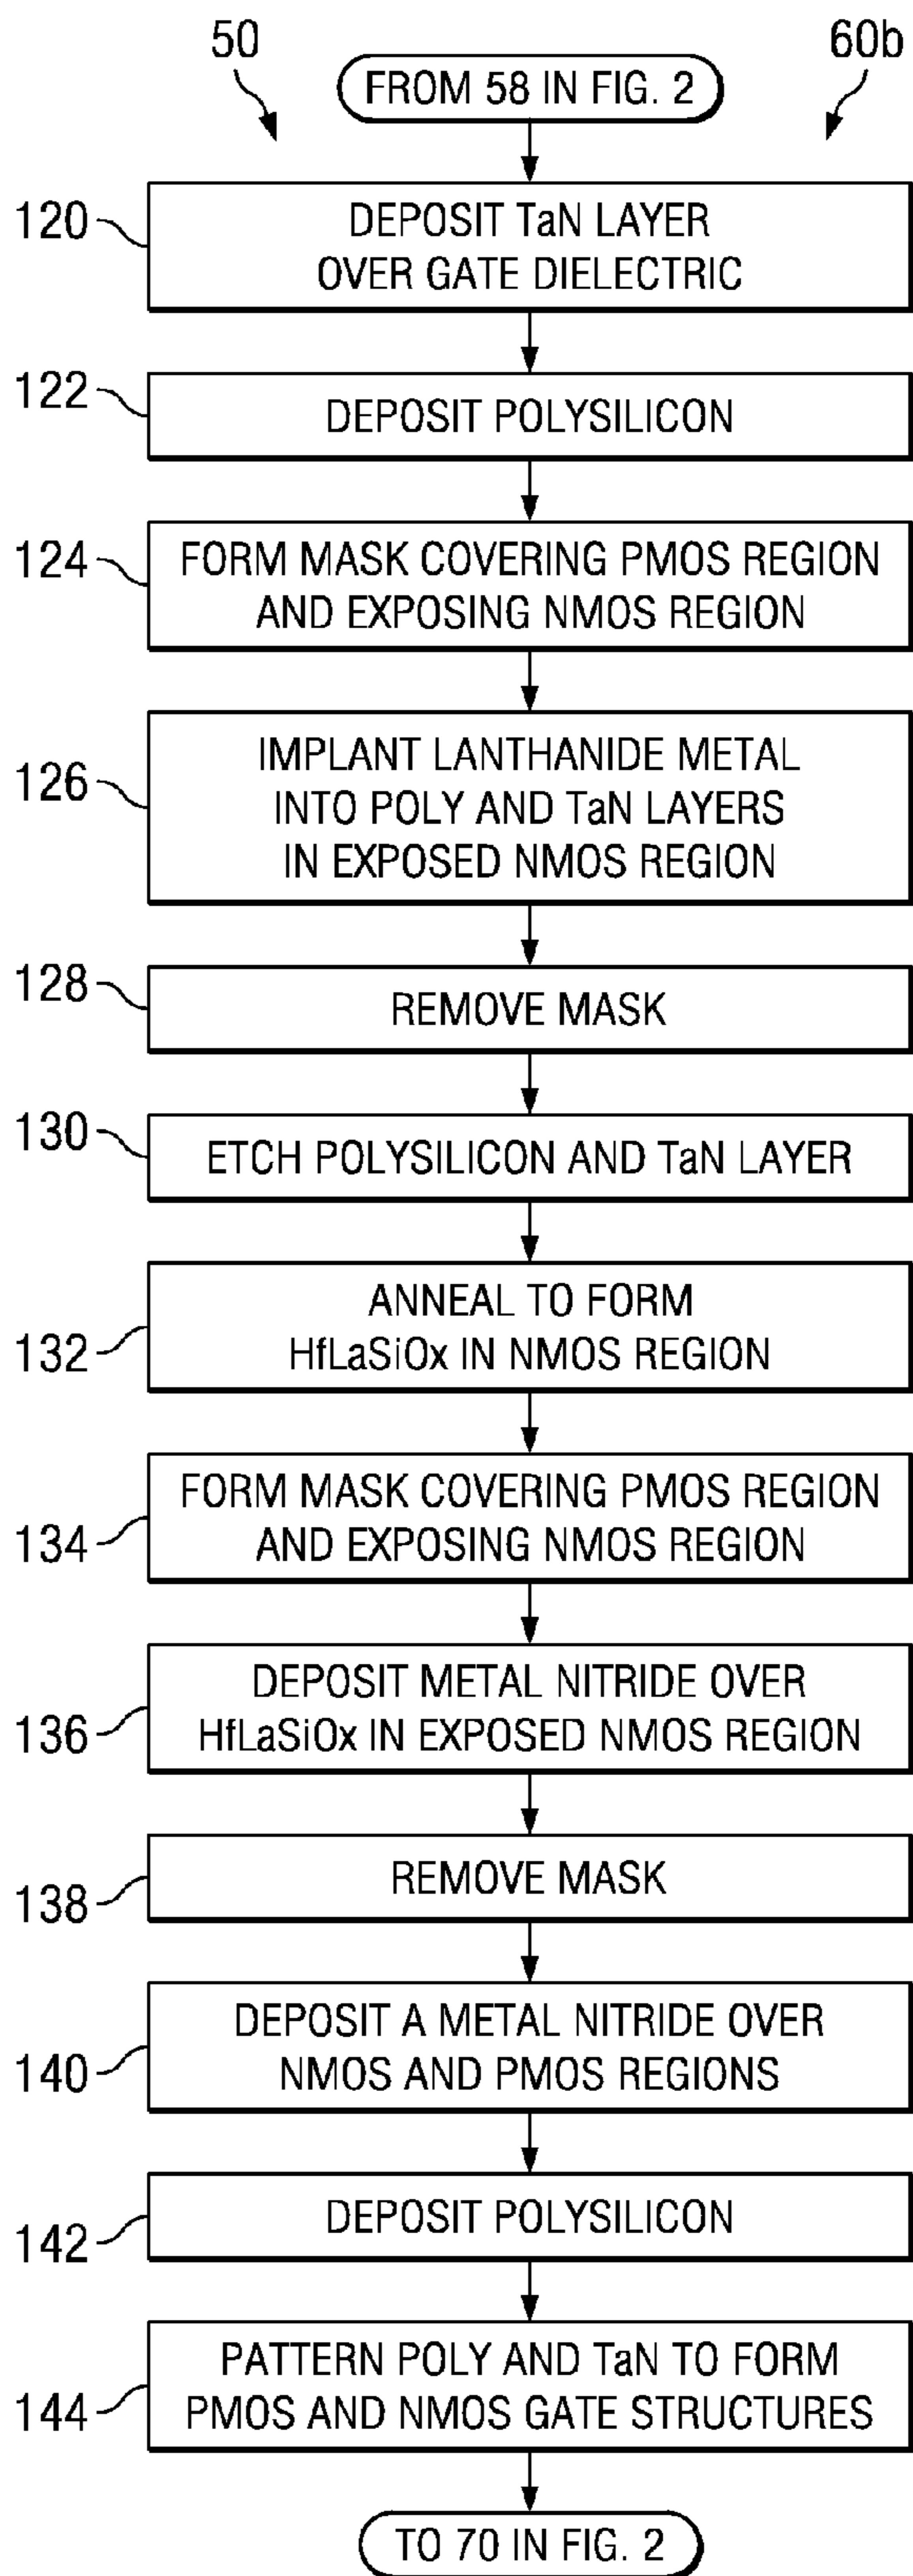 50
60b
FROM 58 IN FIG. 2
120
DEPOSIT TaN LAYER
OVER GATE DIELECTRIC
122
DEPOSIT POLYSILICON
124
FORM MASK COVERING PMOS REGION
AND EXPOSING NMOS REGION
126
IMPLANT LANTHANIDE METAL
INTO POLY AND TaN LAYERS
IN EXPOSED NMOS REGION
128
REMOVE MASK
130
ETCH POLYSILICON AND TaN LAYER
132
ANNEAL TO FORM
HfLaSiOx IN NMOS REGION
134
FORM MASK COVERING PMOS REGION
AND EXPOSING NMOS REGION
136
DEPOSIT METAL NITRIDE OVER
HfLaSiOx IN EXPOSED NMOS REGION
138
REMOVE MASK
140
DEPOSIT A METAL NITRIDE OVER
NMOS AND PMOS REGIONS
142
DEPOSIT POLYSILICON
144
PATTERN POLY AND TaN TO FORM
PMOS AND NMOS GATE STRUCTURES
TO 70 IN FIG. 2